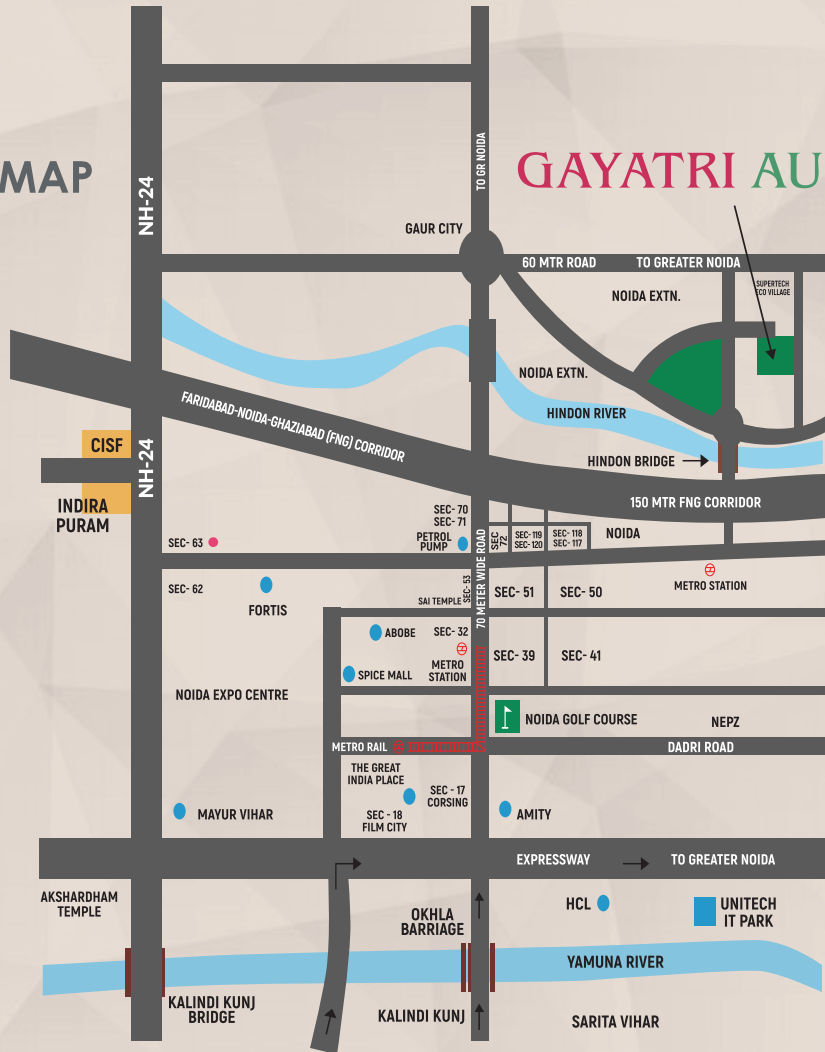 MAP
NH-24
TO GR NOIDA
GAYATRI AU
GAUR CITY
60 MTR ROAD
TO GREATER NOIDA
SUPERTECH
ECO VILLAGE
NOIDA EXTN.
NOIDA EXTN.
HINDON RIVER
FARIDABAD-NOIDA-GHAZIABAD (FNG) CORRIDOR
CISF
NH-24
HINDON BRIDGE
INDIRA
PURAM
150 MTR FNG CORRIDOR
SEC- 70
SEC- 71
PETROL
PUMP
SEC- 63
70 METER WIDE ROAD
SEC
72
SEC-119
SEC-120
SEC- 118
SEC- 117
NOIDA
METRO STATION
SEC- 62
FORTIS
SEC- 53
SAI TEMPLE
SEC- 51
SEC- 50
ABOBE
SEC- 32
METRO
STATION
SPICE MALL
SEC- 39
SEC- 41
NOIDA EXPO CENTRE
NOIDA GOLF COURSE
NEPZ
METRO RAIL
DADRI ROAD
THE GREAT
INDIA PLACE
SEC - 17
CORSING
SEC - 18
FILM CITY
MAYUR VIHAR
AMITY
EXPRESSWAY
TO GREATER NOIDA
AKSHARDHAM
TEMPLE
OKHLA
BARRIAGE
HCL
UNITECH
IT PARK
YAMUNA RIVER
KALINDI KUNJ
BRIDGE
KALINDI KUNJ
SARITA VIHAR